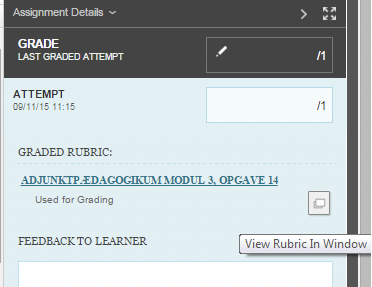 Assignment Details
GRADE
LAST GRADED ATTEMPT
/1
ATTEMPT
09/11/15 11:15
/1
GRADED RUBRIC:
ADJUNKTPÆDAGOGIKUM MODUL 3, OPGAVE 14
Used for Grading
View Rubric In Window
FEEDBACK TO LEARNER